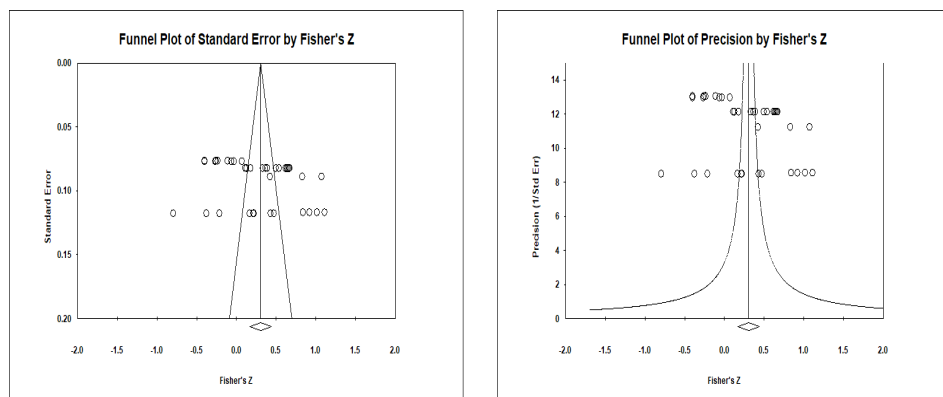 Funnel Plot of Standard Error by Fisher's Z
0.00
0.05
0.10
0.15
0.20
Standard Error
-2.0 -1.5 -1.0 -0.5 0.0 0.5 1.0 1.5 2.0
Fisher's Z
Funnel Plot of Precision by Fisher's Z
14
12
10
8
6
4
2
0
Precision (1/Std Err)
-2.0 -1.5 -1.0 -0.5 0.0 0.5 1.0 1.5 2.0
Fisher's Z